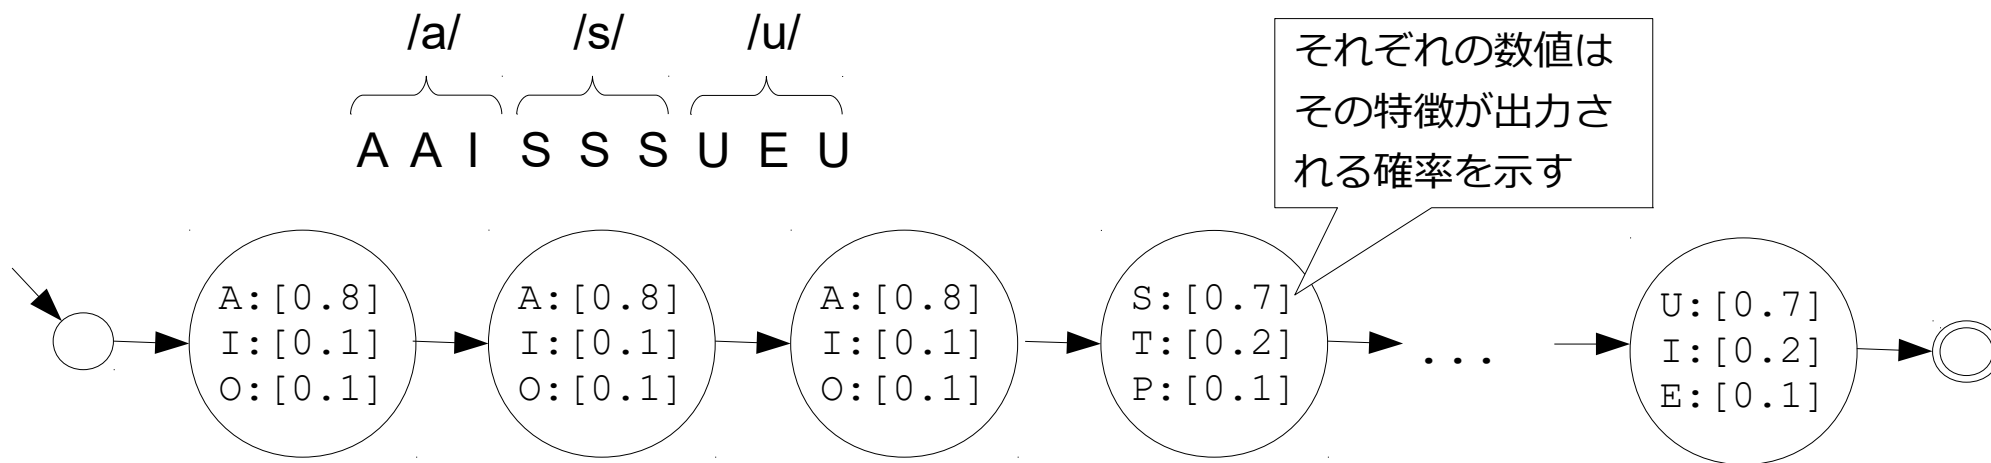 /a/ /s/ /u/
A A I S S S U E U
それぞれの数値は
その特徴が出力さ
れる確率を示す
A:[0.8]
I:[0.1]
O:[0.1]
A:[0.8]
I:[0.1]
O:[0.1]
A:[0.8]
I:[0.1]
O:[0.1]
S:[0.7]
T:[0.2]
P:[0.1]
...
U:[0.7]
I:[0.2]
E:[0.1]